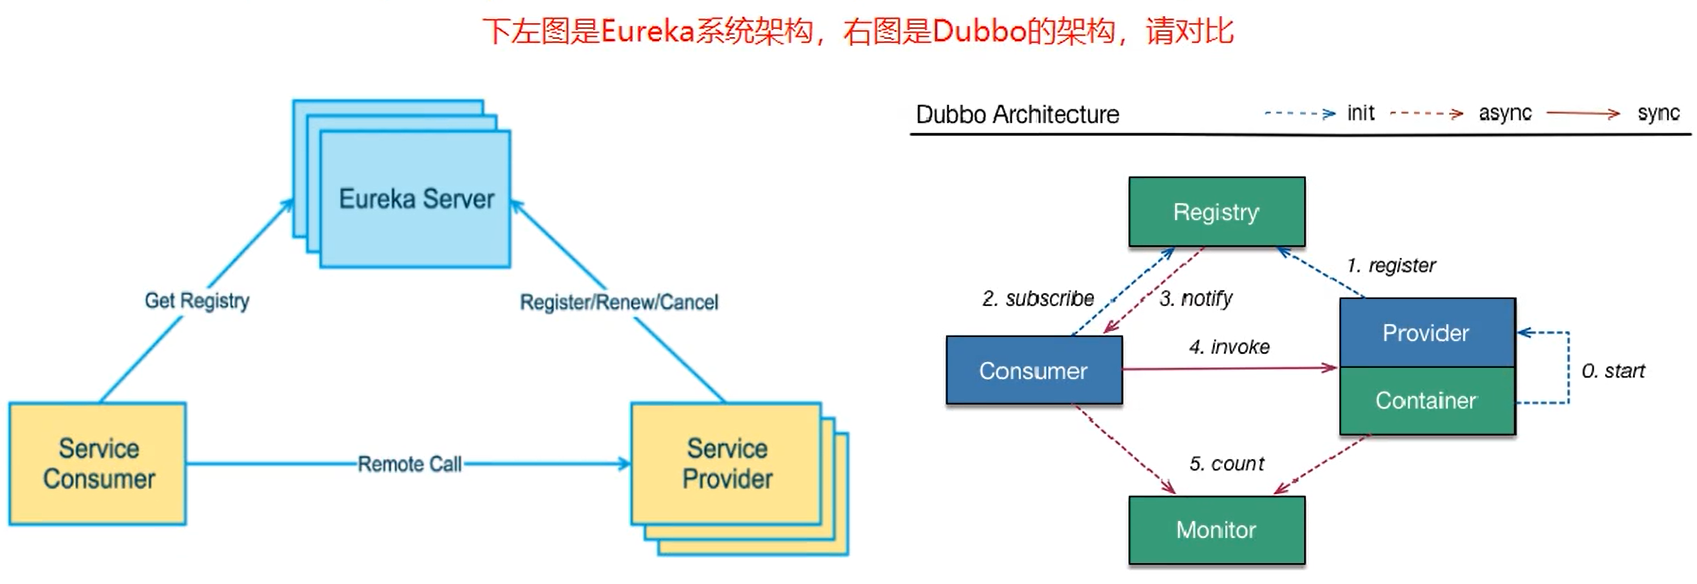 下左图是Eureka系统架构，右图是Dubbo的架构，请对比
Eureka Server
Get Registry
Register/Renew/Cancel
Service
Consumer
Remote Call
Service
Provider
Dubbo Architecture
init
async
sync
Registry
1. register
2. subscribe
3. notify
Provider
4. invoke
Consumer
0. start
Container
5. count
Monitor